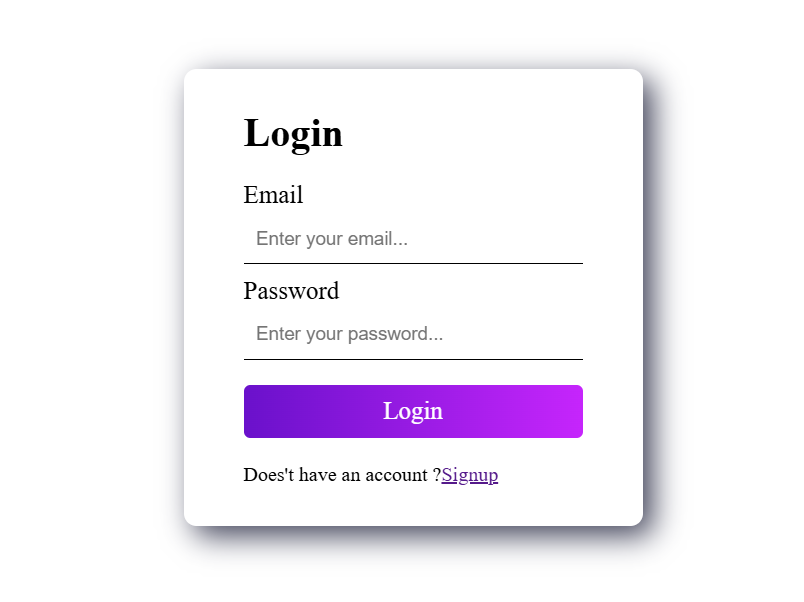 Login
Email
Enter your email...
Password
Enter your password...
Login
Does't have an account ?Signup